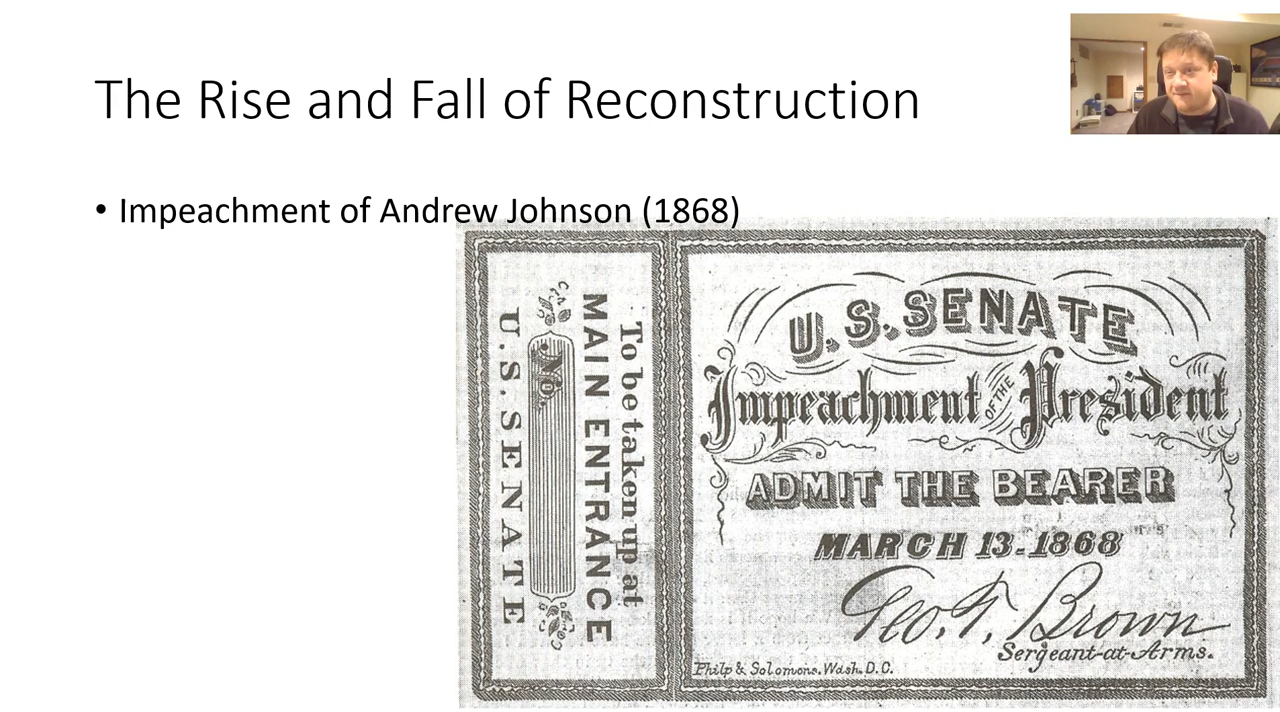 The Rise and Fall of Reconstruction
• Impeachment of Andrew Johnson (1868)
To be taken up at
MAIN ENTRANCE
No.
U.S. SENATE
U.S. SENATE
Impeachment OF THE President
ADMIT THE BEARER
MARCH 13-1868
Geo. T. Brown
Sergeant-at-Arms.
Philp & Solomons. Wash. D.C.